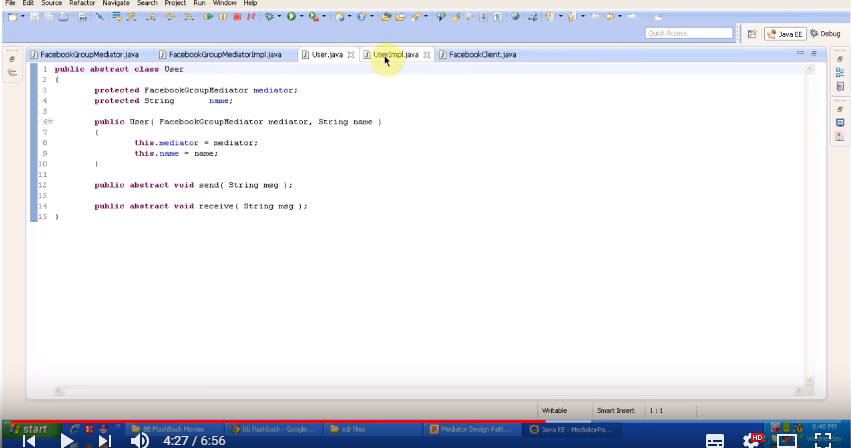 File Edit Source Refactor Navigate Search Project Run Window Help
Quick Access
Java EE
Debug
FacebookGroupMediator.java
FacebookGroupMediatorImpl.java
User.java
UserImpl.java
FacebookClient.java
1 public abstract class User
2 {
3 protected FacebookGroupMediator mediator;
4 protected String name;
5
6 public User( FacebookGroupMediator mediator, String name )
7 {
8 this.mediator = mediator;
9 this.name = name;
10 }
11
12 public abstract void send( String msg );
13
14 public abstract void receive( String msg );
15 }
Writable
Smart Insert
1 : 1
start
BB FlashBack Movies
bb flashback - Google...
sdr files
Mediator Design Patt...
Java EE - MediatorPa...
8:48 PM
Wednesday
4:27 / 6:56
HD